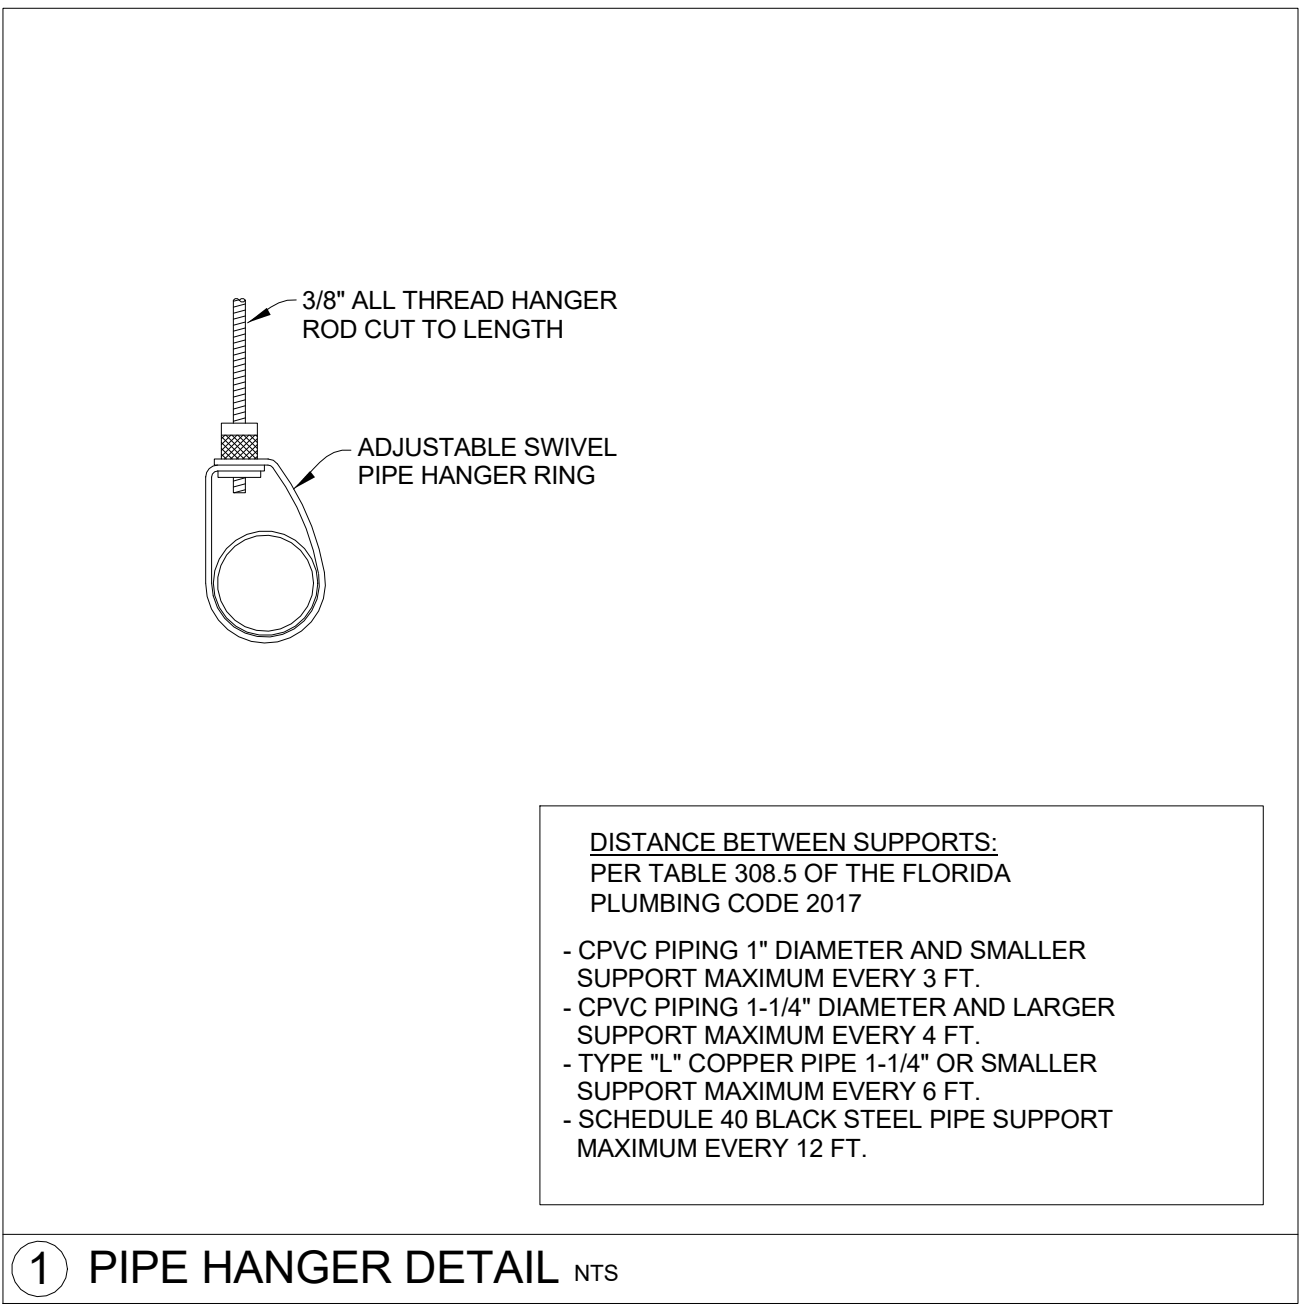 3/8" ALL THREAD HANGER
ROD CUT TO LENGTH
ADJUSTABLE SWIVEL
PIPE HANGER RING
DISTANCE BETWEEN SUPPORTS:
PER TABLE 308.5 OF THE FLORIDA
PLUMBING CODE 2017
- CPVC PIPING 1" DIAMETER AND SMALLER
SUPPORT MAXIMUM EVERY 3 FT.
- CPVC PIPING 1-1/4" DIAMETER AND LARGER
SUPPORT MAXIMUM EVERY 4 FT.
- TYPE "L" COPPER PIPE 1-1/4" OR SMALLER
SUPPORT MAXIMUM EVERY 6 FT.
- SCHEDULE 40 BLACK STEEL PIPE SUPPORT
MAXIMUM EVERY 12 FT.
1 PIPE HANGER DETAIL NTS